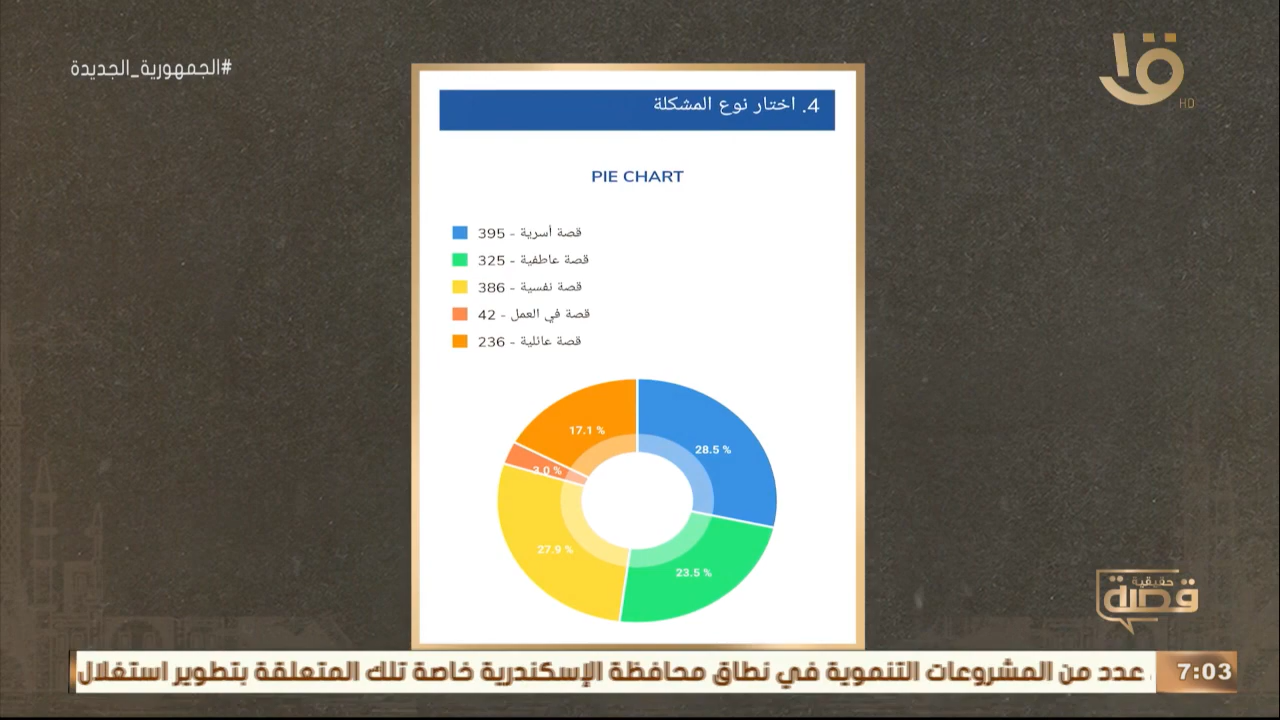 #الجمهورية_الجديدة
HD
4. اختار نوع المشكلة
PIE CHART
395 - قصة أسرية
325 - قصة عاطفية
386 - قصة نفسية
42 - قصة في العمل
236 - قصة عائلية
17.1 %
28.5 %
3.0 %
27.9 %
23.5 %
قصة حقيقية
عدد من المشروعات التنموية في نطاق محافظة الإسكندرية خاصة تلك المتعلقة بتطوير استغلال
7:03